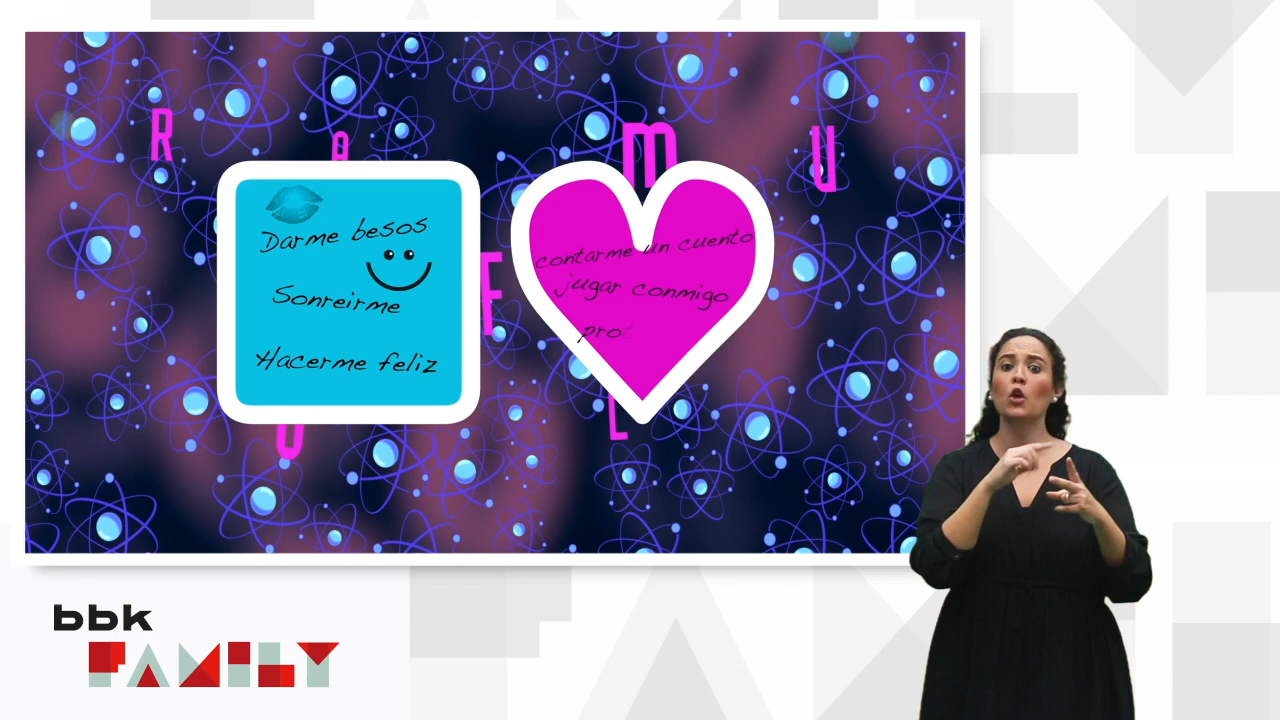 R
a
m
U
Darme besos
Sonreirme
Hacerme feliz
F
contarme un cuento
jugar conmigo
L
bbk
FAMILY